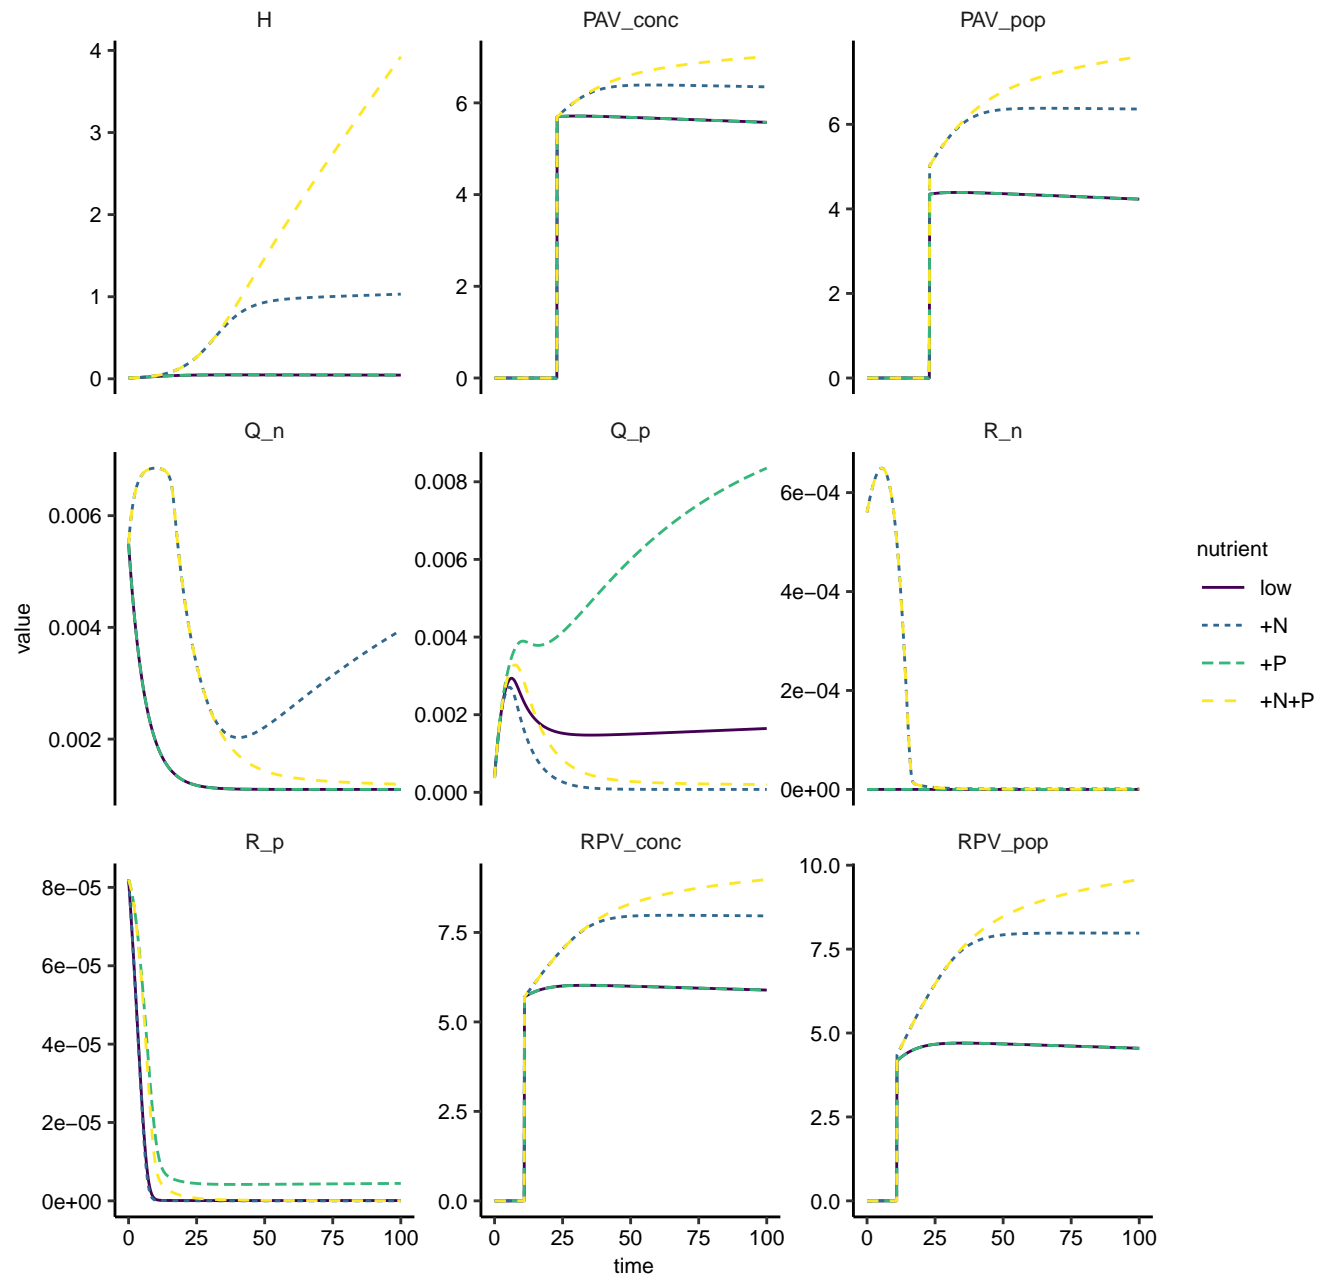 H
PAV_conc
PAV_pop
4
3
2
1
0
6
4
2
0
6
4
2
0
Q_n
Q_p
R_n
0.006
0.004
0.002
0.008
0.006
0.004
0.002
0.000
6e−04
4e−04
2e−04
0e+00
value
nutrient
low
+N
+P
+N+P
R_p
RPV_conc
RPV_pop
8e−05
6e−05
4e−05
2e−05
0e+00
7.5
5.0
2.5
0.0
10.0
7.5
5.0
2.5
0.0
0 25 50 75 100
0 25 50 75 100
0 25 50 75 100
time